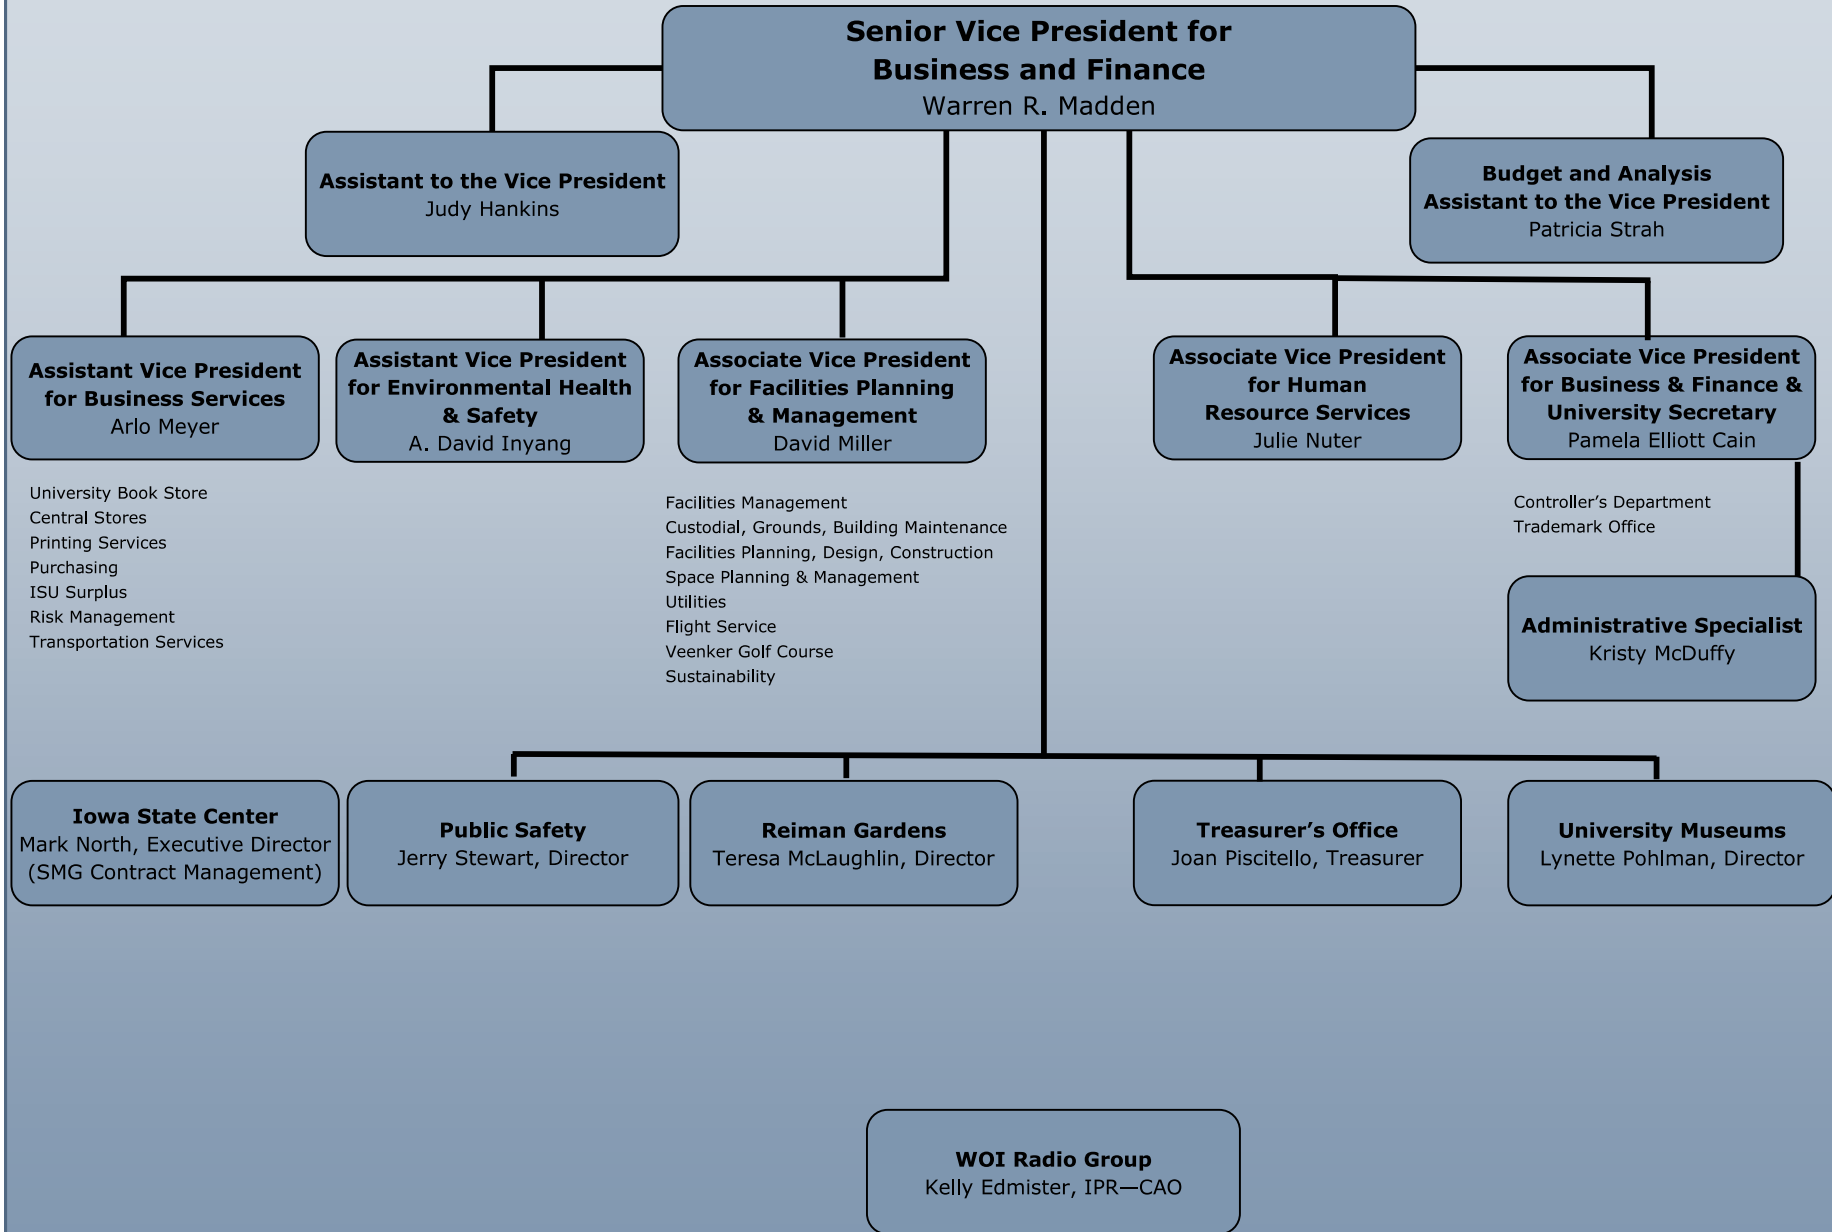 Senior Vice President for
Business and Finance
Warren R. Madden
Assistant to the Vice President
Judy Hankins
Budget and Analysis
Assistant to the Vice President
Patricia Strah
Assistant Vice President
for Business Services
Arlo Meyer
Assistant Vice President
for Environmental Health
& Safety
A. David Inyang
Associate Vice President
for Facilities Planning
& Management
David Miller
Associate Vice President
for Human
Resource Services
Julie Nuter
Associate Vice President
for Business & Finance &
University Secretary
Pamela Elliott Cain
University Book Store
Central Stores
Printing Services
Purchasing
ISU Surplus
Risk Management
Transportation Services
Facilities Management
Custodial, Grounds, Building Maintenance
Facilities Planning, Design, Construction
Space Planning & Management
Utilities
Flight Service
Veenker Golf Course
Sustainability
Controller’s Department
Trademark Office
Administrative Specialist
Kristy McDuffy
Iowa State Center
Mark North, Executive Director
(SMG Contract Management)
Public Safety
Jerry Stewart, Director
Reiman Gardens
Teresa McLaughlin, Director
Treasurer’s Office
Joan Piscitello, Treasurer
University Museums
Lynette Pohlman, Director
WOI Radio Group
Kelly Edmister, IPR—CAO